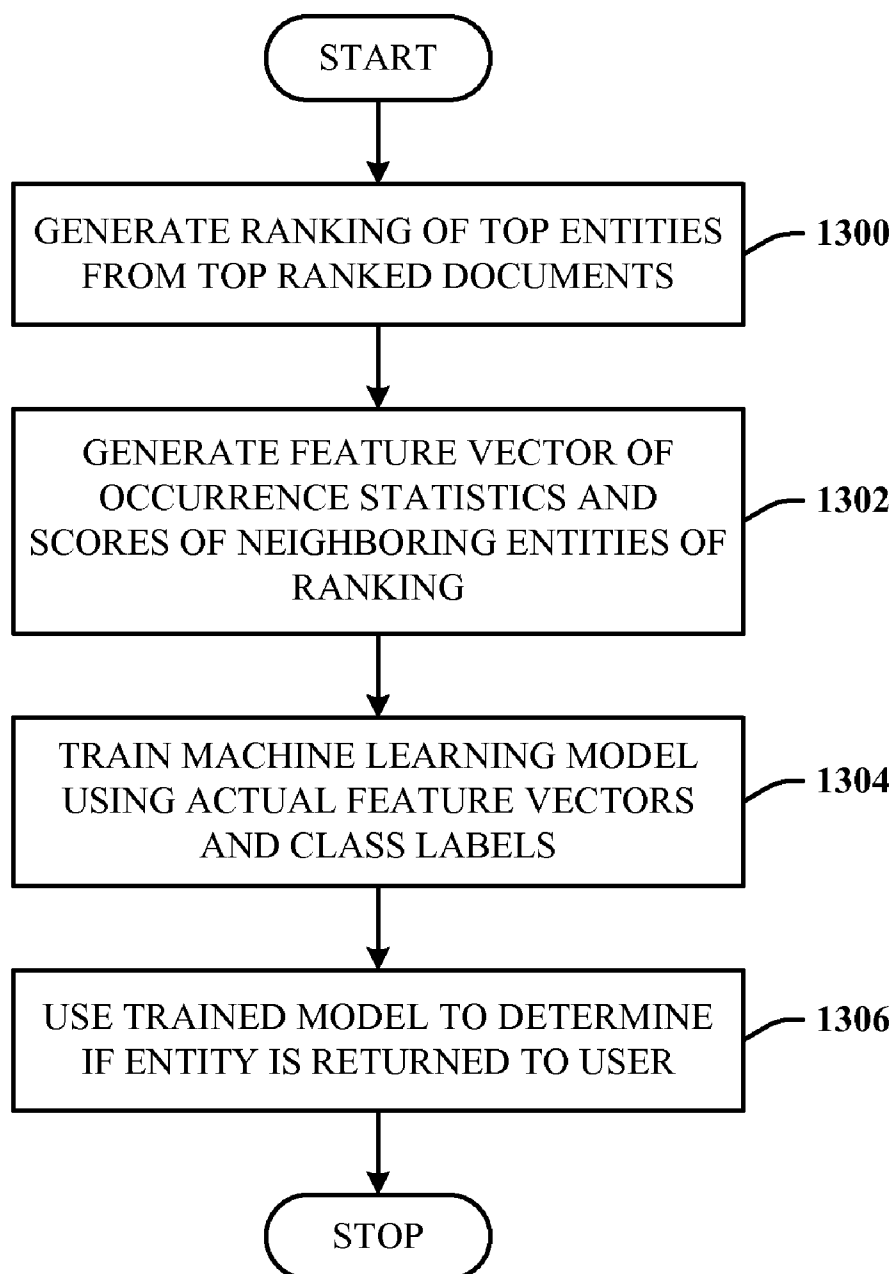 START
GENERATE RANKING OF TOP ENTITIES
FROM TOP RANKED DOCUMENTS
1300
GENERATE FEATURE VECTOR OF
OCCURRENCE STATISTICS AND
SCORES OF NEIGHBORING ENTITIES OF
RANKING
1302
TRAIN MACHINE LEARNING MODEL
USING ACTUAL FEATURE VECTORS
AND CLASS LABELS
1304
USE TRAINED MODEL TO DETERMINE
IF ENTITY IS RETURNED TO USER
1306
STOP